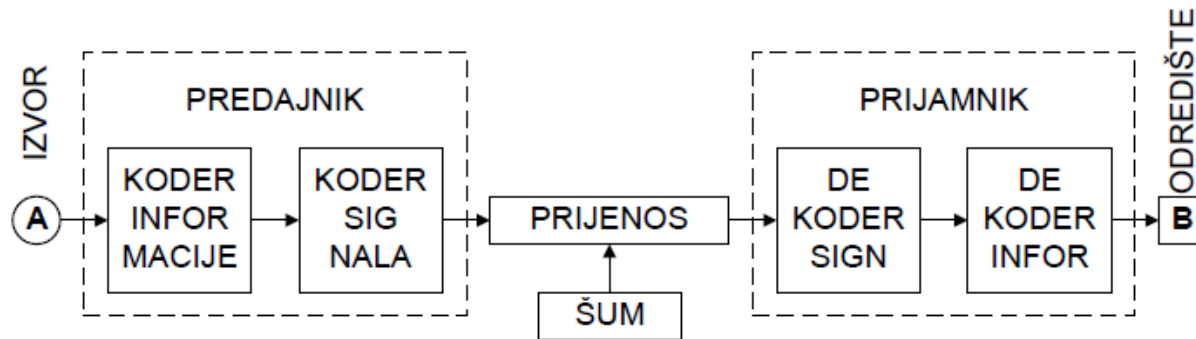 IZVOR
A
PREDAJNIK
KODER
INFOR
MACIJE
KODER
SIG
NALA
PRIJENOS
ŠUM
PRIJAMNIK
DE
KODER
SIGN
DE
KODER
INFOR
ODREDIŠTE
B